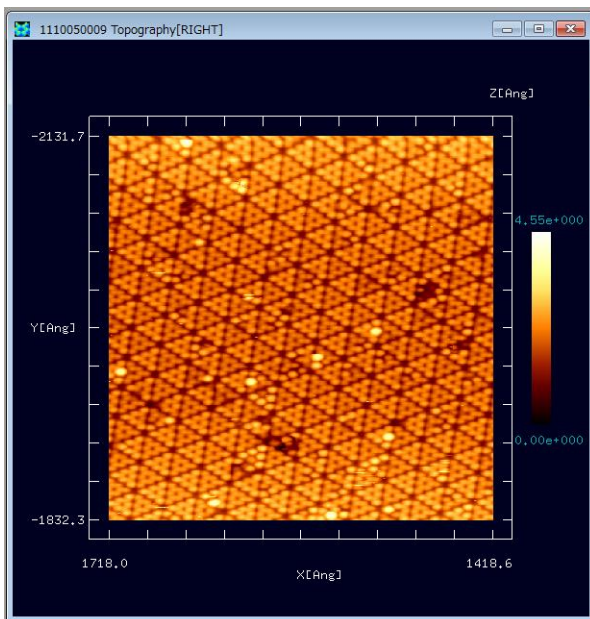 1110050009 Topography[RIGHT]
Z[Ang]
-2131.7
4.55e+000
Y[Ang]
0.00e+000
-1832.3
1718.0
1418.6
X[Ang]